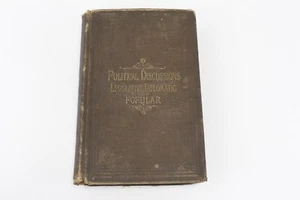 POLITICAL DISCUSSIONS
LEGISLATIVE, DIPLOMATIC
POPULAR